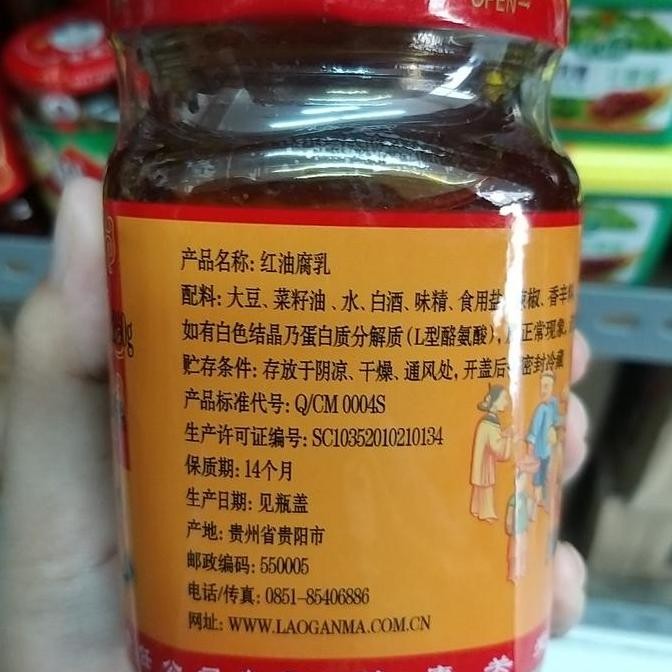 OPEN→
产品名称: 红油腐乳
配料: 大豆、菜籽油、水、白酒、味精、食用盐、辣椒、香辛料
如有白色结晶乃蛋白质分解质(L型酪氨酸), 属正常现象,
贮存条件: 存放于阴凉、干燥、通风处, 开盖后 密封冷藏
产品标准代号: Q/CM 0004S
生产许可证编号: SC10352010210134
保质期: 14个月
生产日期: 见瓶盖
产地: 贵州省贵阳市
邮政编码: 550005
电话/传真: 0851-85406886
网址: WWW.LAOGANMA.COM.CN